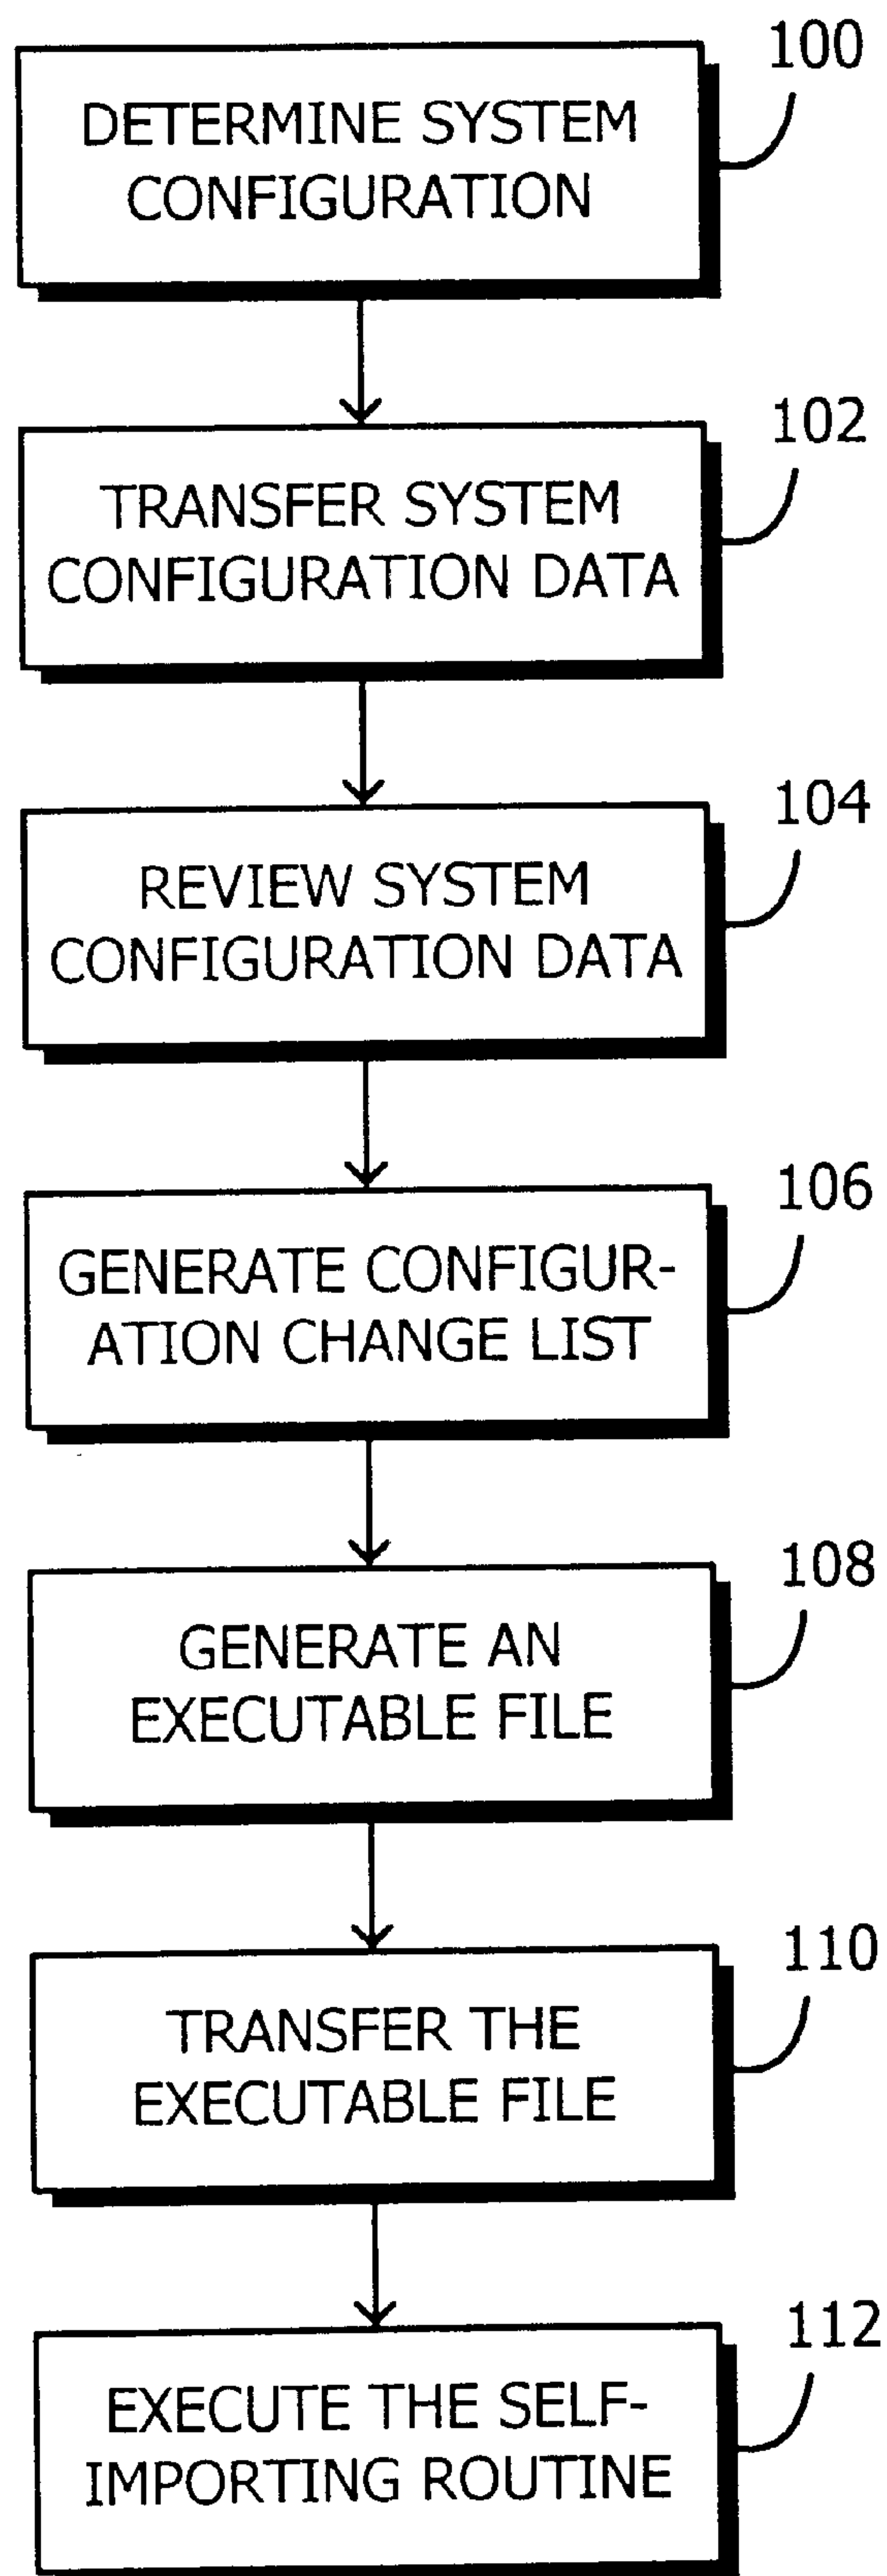 100
DETERMINE SYSTEM
CONFIGURATION
102
TRANSFER SYSTEM
CONFIGURATION DATA
104
REVIEW SYSTEM
CONFIGURATION DATA
106
GENERATE CONFIGUR-
ATION CHANGE LIST
108
GENERATE AN
EXECUTABLE FILE
110
TRANSFER THE
EXECUTABLE FILE
112
EXECUTE THE SELF-
IMPORTING ROUTINE